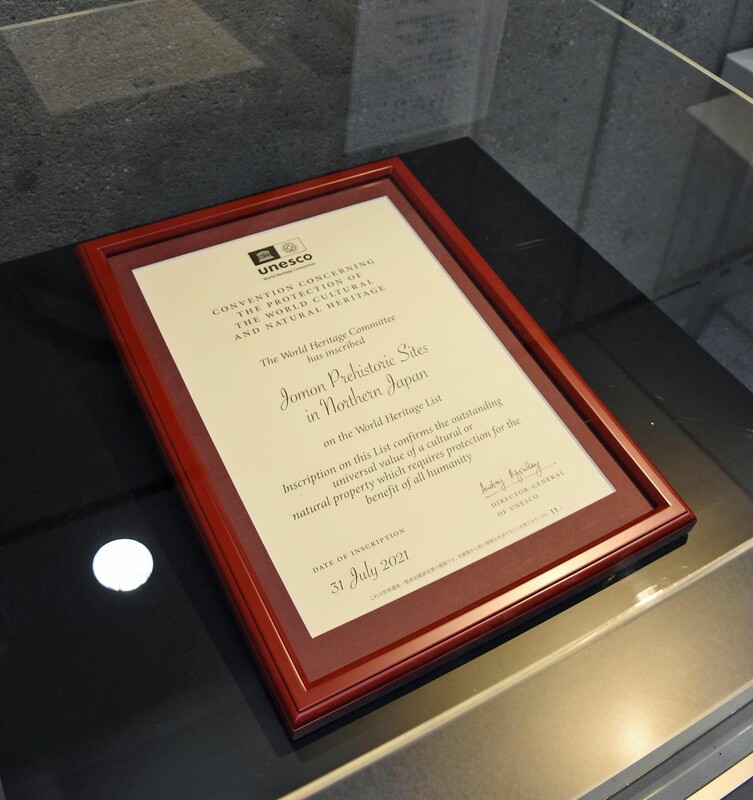 unesco
World Heritage Convention
CONVENTION CONCERNING
THE PROTECTION OF
THE WORLD CULTURAL
AND NATURAL HERITAGE
The World Heritage Committee
has inscribed
Jomon Prehistoric Sites
in Northern Japan
on the World Heritage List
Inscription on this List confirms the outstanding
universal value of a cultural or
natural property which requires protection for the
benefit of all humanity
DIRECTOR-GENERAL
OF UNESCO
DATE OF INSCRIPTION
31 July 2021